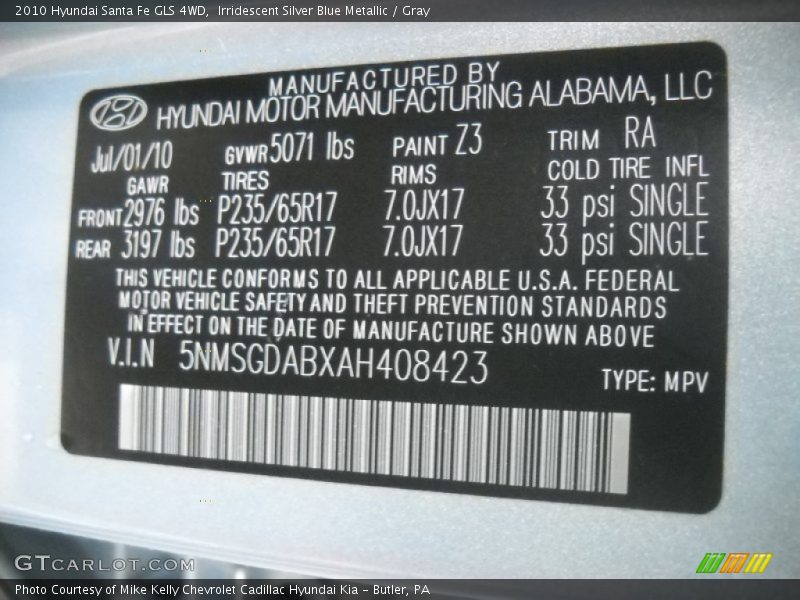 2010 Hyundai Santa Fe GLS 4WD,  Irridescent Silver Blue Metallic / Gray
MANUFACTURED BY
HYUNDAI MOTOR MANUFACTURING ALABAMA, LLC
Jul/01/10 GVWR 5071 lbs PAINT Z3 TRIM RA
GAWR TIRES RIMS COLD TIRE INFL
FRONT 2976 lbs P235/65R17 7.0JX17 33 psi SINGLE
REAR 3197 lbs P235/65R17 7.0JX17 33 psi SINGLE
THIS VEHICLE CONFORMS TO ALL APPLICABLE U.S.A. FEDERAL
MOTOR VEHICLE SAFETY AND THEFT PREVENTION STANDARDS
IN EFFECT ON THE DATE OF MANUFACTURE SHOWN ABOVE
V.I.N 5NMSGDABXAH408423
TYPE: MPV
GTCARLOT.COM
Photo Courtesy of Mike Kelly Chevrolet Cadillac Hyundai Kia - Butler, PA